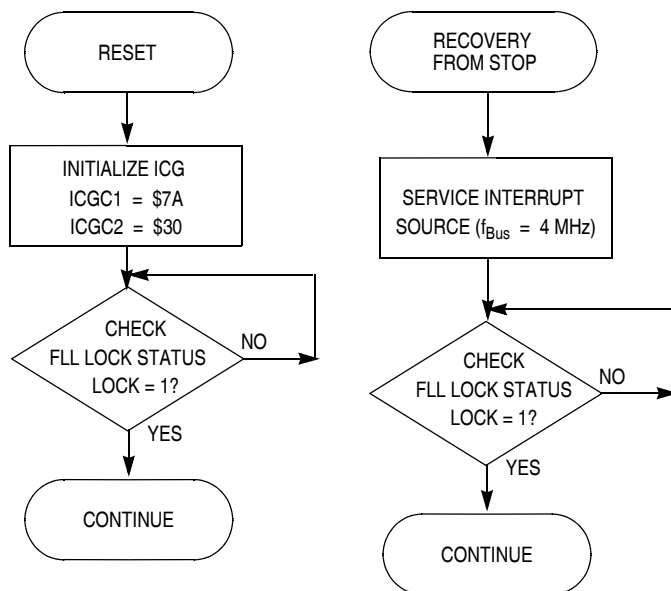 RESET
INITIALIZE ICG
ICGC1 = $7A
ICGC2 = $30
CHECK
FLL LOCK STATUS
LOCK = 1?
NO
YES
CONTINUE
RECOVERY
FROM STOP
SERVICE INTERRUPT
SOURCE (fBus = 4 MHz)
CHECK
FLL LOCK STATUS
LOCK = 1?
NO
YES
CONTINUE